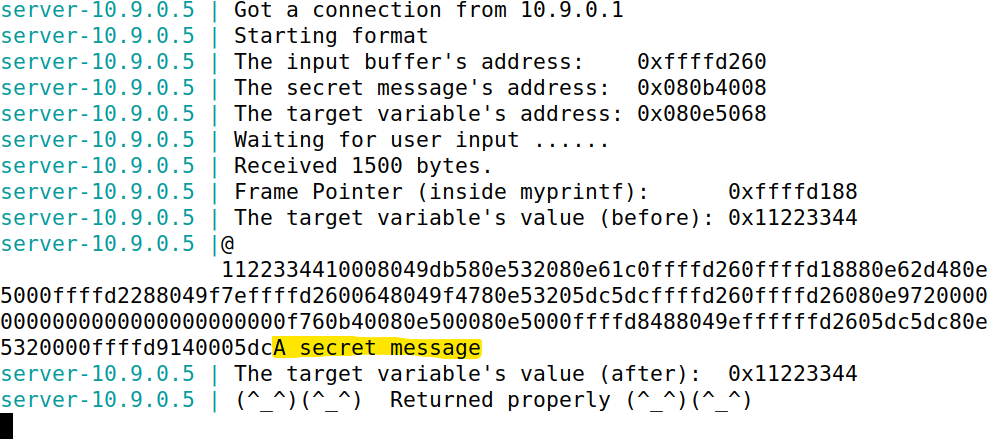 server-10.9.0.5 | Got a connection from 10.9.0.1
server-10.9.0.5 | Starting format
server-10.9.0.5 | The input buffer's address:    0xffffd260
server-10.9.0.5 | The secret message's address:  0x080b4008
server-10.9.0.5 | The target variable's address: 0x080e5068
server-10.9.0.5 | Waiting for user input ......
server-10.9.0.5 | Received 1500 bytes.
server-10.9.0.5 | Frame Pointer (inside myprintf):      0xffffd188
server-10.9.0.5 | The target variable's value (before): 0x11223344
server-10.9.0.5 |@
1122334410008049db580e532080e61c0ffffd260ffffd18880e62d480e
5000ffffd2288049f7effffd2600648049f4780e53205dc5dcffffd260ffffd26080e9720000
000000000000000000000f760b40080e500080e5000ffffd8488049effffffd2605dc5dc80e
5320000ffffd9140005dcA secret message
server-10.9.0.5 | The target variable's value (after):  0x11223344
server-10.9.0.5 | (^_^)(^_^)  Returned properly (^_^)(^_^)